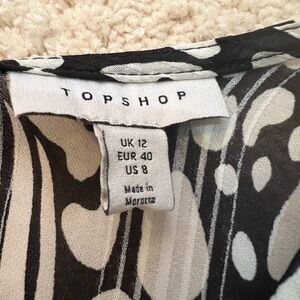 TOPSHOP
UK 12
EUR 40
US 8
Made in
Morocco